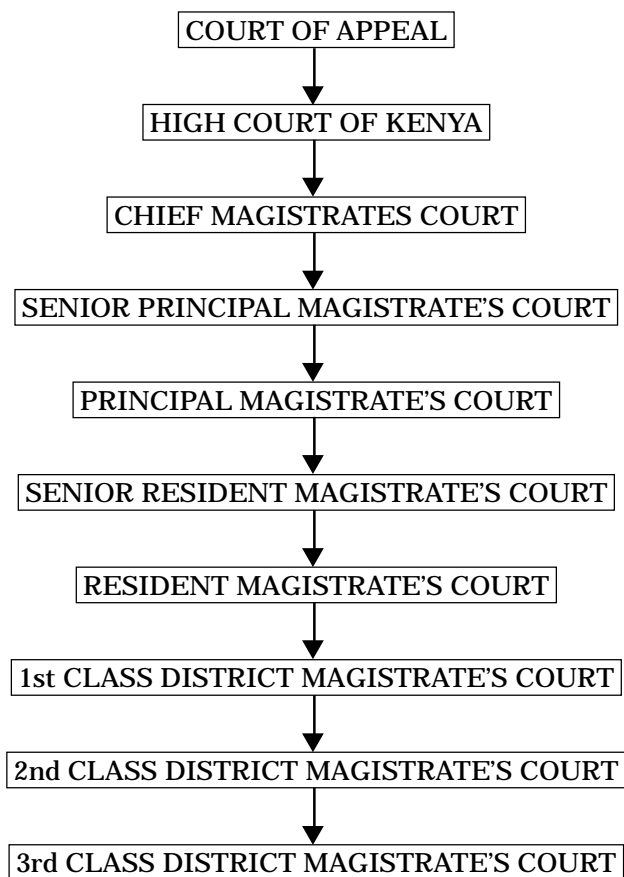 COURT OF APPEAL
HIGH COURT OF KENYA
CHIEF MAGISTRATES COURT
SENIOR PRINCIPAL MAGISTRATE'S COURT
PRINCIPAL MAGISTRATE'S COURT
SENIOR RESIDENT MAGISTRATE'S COURT
RESIDENT MAGISTRATE'S COURT
1st CLASS DISTRICT MAGISTRATE'S COURT
2nd CLASS DISTRICT MAGISTRATE'S COURT
3rd CLASS DISTRICT MAGISTRATE'S COURT